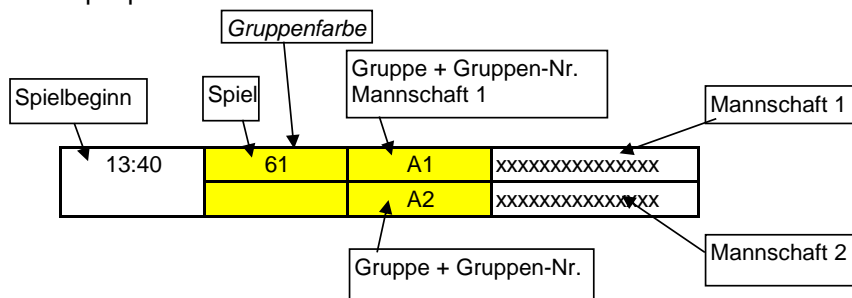 Gruppenfarbe
Gruppe + Gruppen-Nr.
Mannschaft 1
Spielbeginn
Spiel
Mannschaft 1
13:40
61
A1
xxxxxxxxxxxxxxx
A2
xxxxxxxxxxxxxxx
Mannschaft 2
Gruppe + Gruppen-Nr.